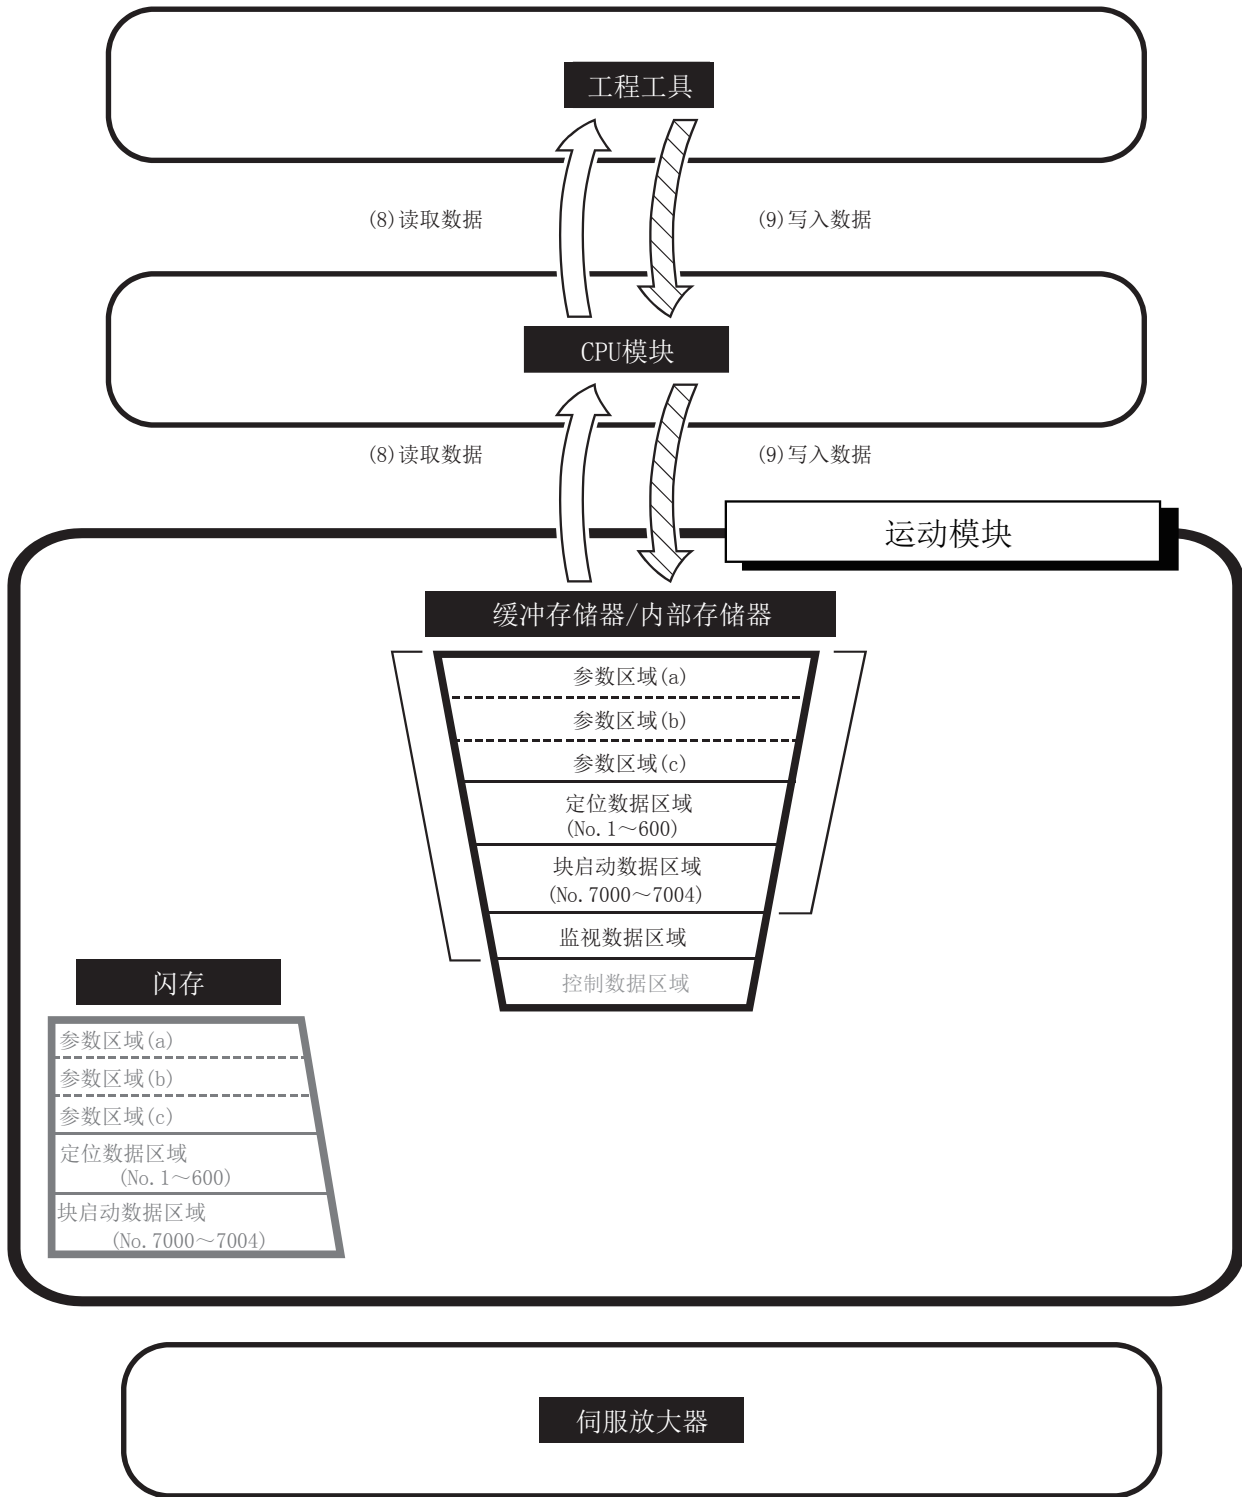 工程工具
(8)读取数据
(9)写入数据
CPU模块
(8)读取数据
(9)写入数据
运动模块
缓冲存储器/内部存储器
参数区域(a)
参数区域(b)
参数区域(c)
定位数据区域
(No.1～600)
块启动数据区域
(No.7000～7004)
监视数据区域
控制数据区域
闪存
参数区域(a)
参数区域(b)
参数区域(c)
定位数据区域
(No.1～600)
块启动数据区域
(No.7000～7004)
伺服放大器